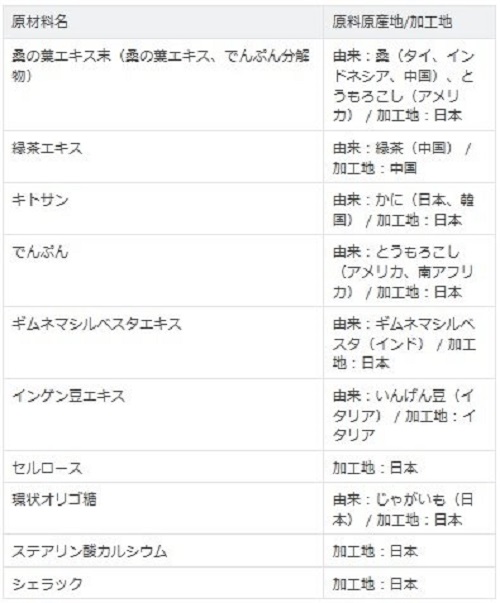 原材料名
原料原産地/加工地
桑の葉エキス末（桑の葉エキス、でんぷん分解
物）
由来：桑（タイ、イン
ドネシア、中国）、と
うもろこし（アメリ
カ） / 加工地：日本
緑茶エキス
由来：緑茶（中国） /
加工地：中国
キトサン
由来：かに（日本、韓
国） / 加工地：日本
でんぷん
由来：とうもろこし
（アメリカ、南アフリ
カ） / 加工地：日本
ギムネマシルベスタエキス
由来：ギムネマシルベ
スタ（インド） / 加工
地：日本
インゲン豆エキス
由来：いんげん豆（イ
タリア） / 加工地：イ
タリア
セルロース
加工地：日本
環状オリゴ糖
由来：じゃがいも（日
本） / 加工地：日本
ステアリン酸カルシウム
加工地：日本
シェラック
加工地：日本